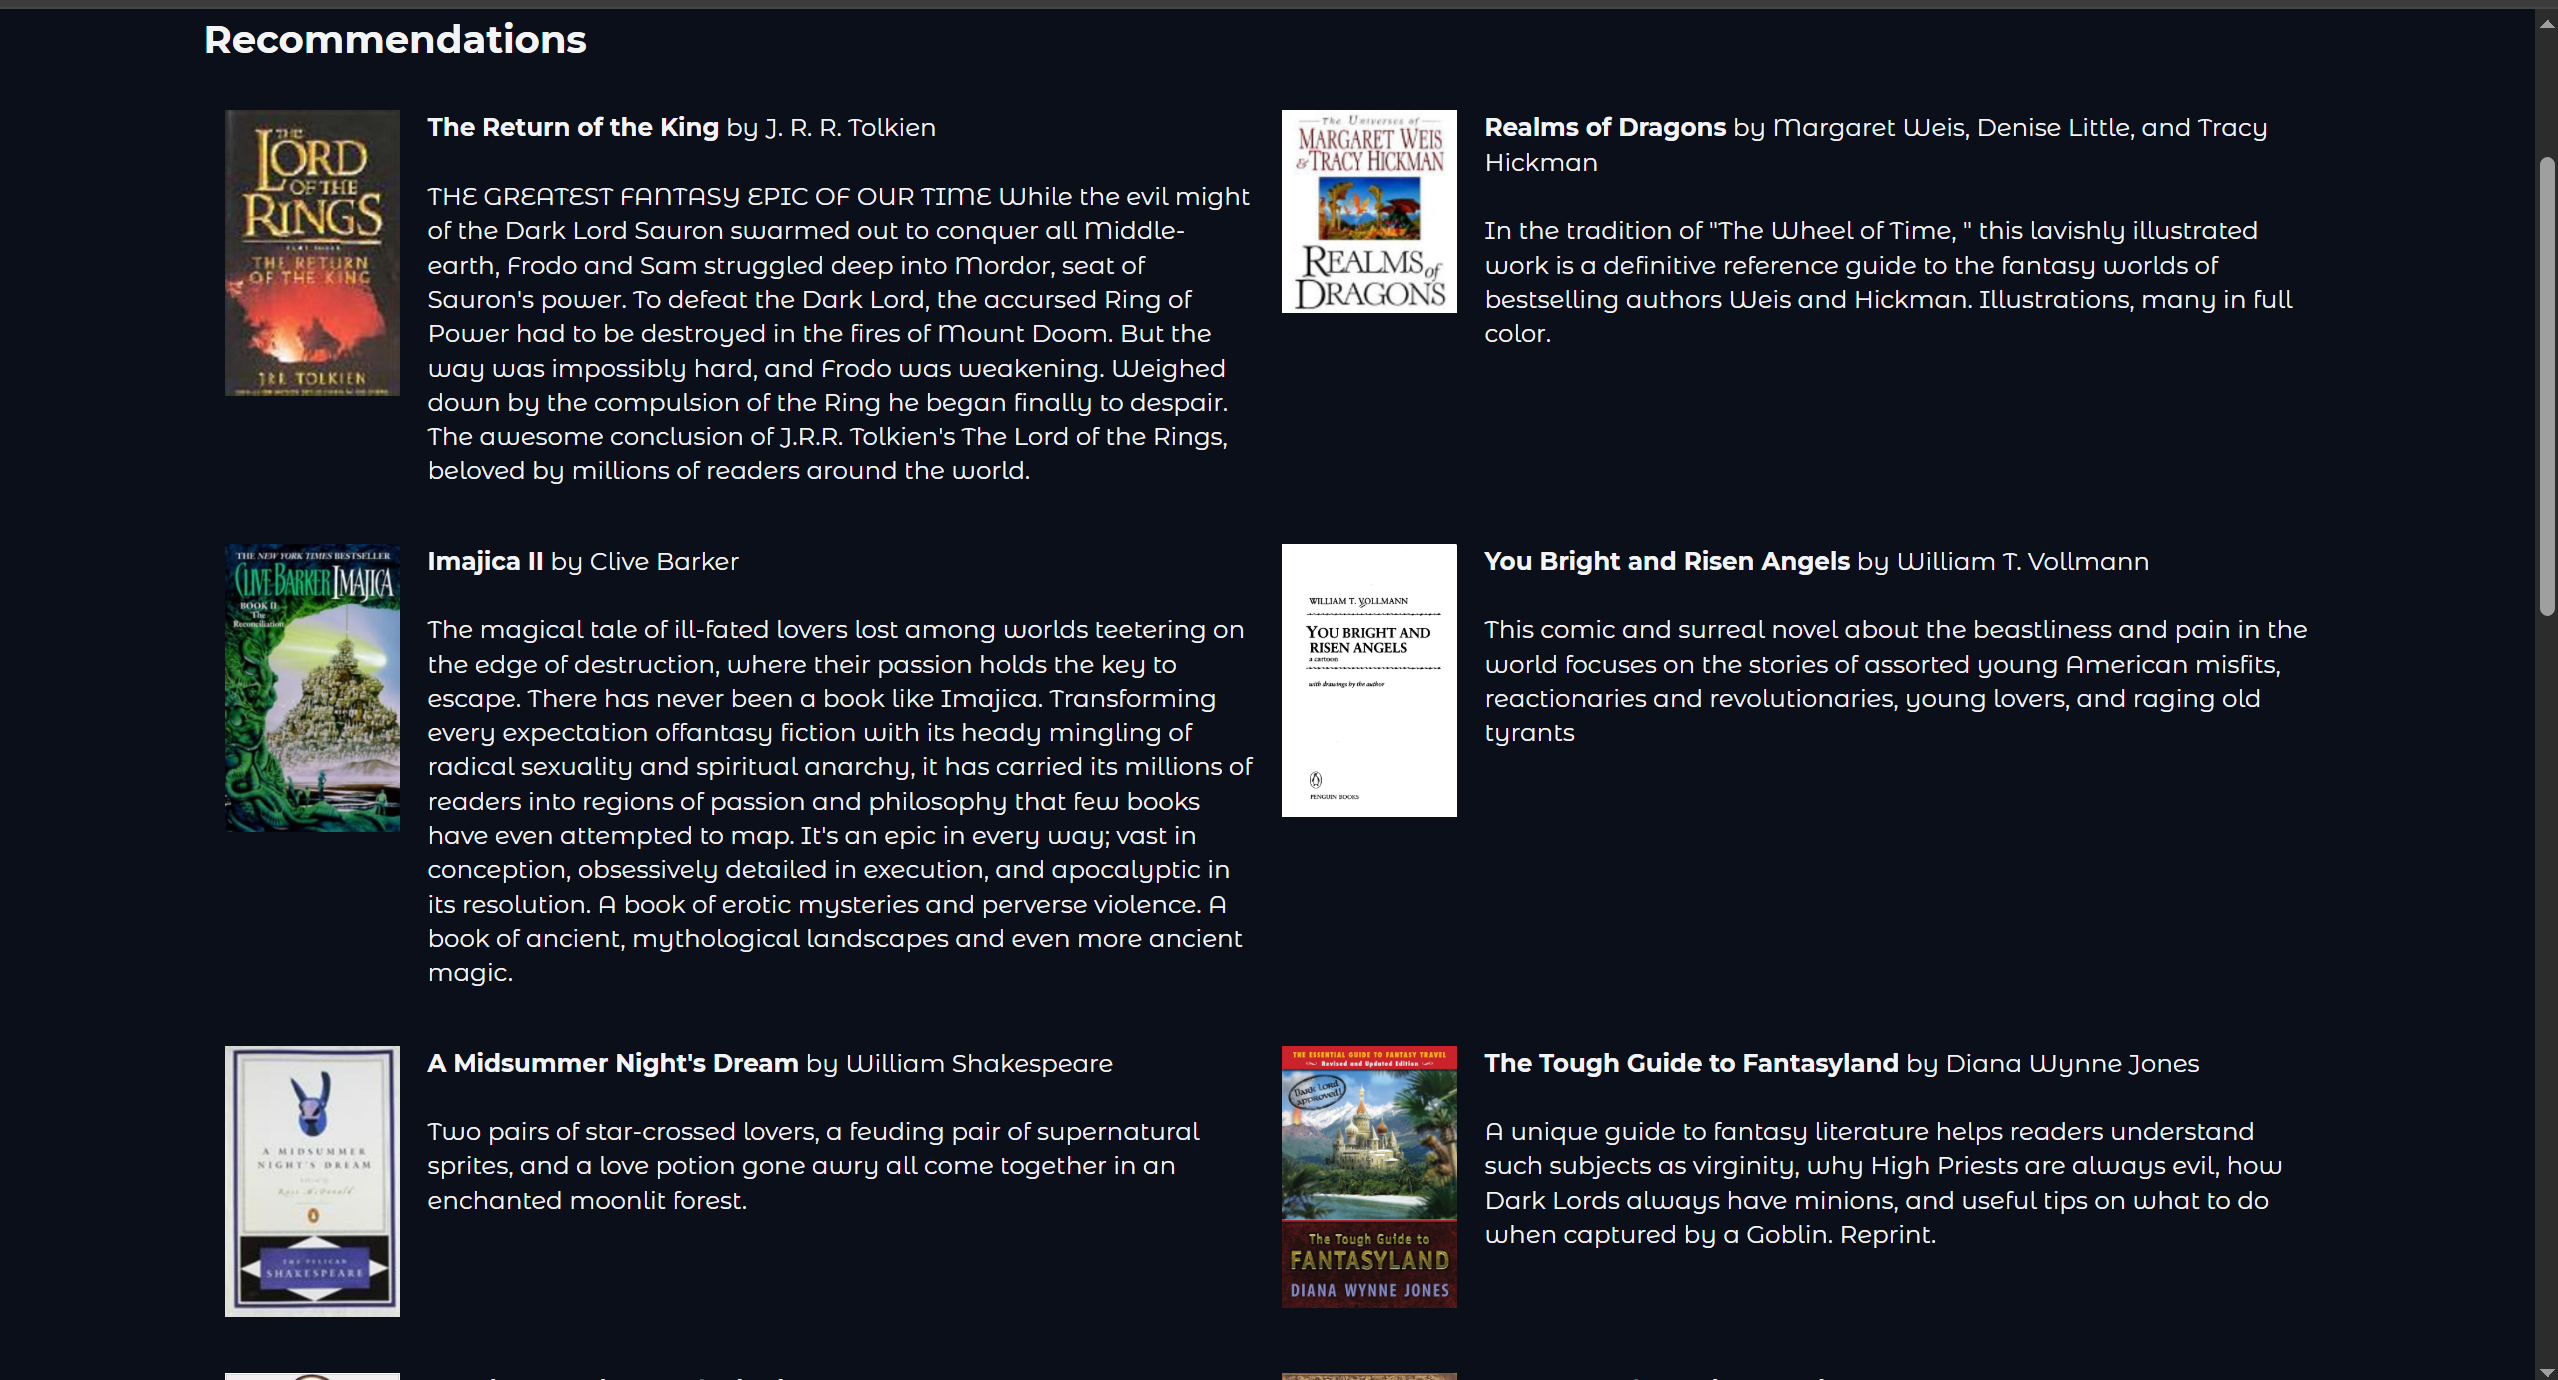 Recommendations
THE
LORD
OF THE
RINGS
PART THREE
THE RETURN
OF THE KING
JRR TOLKIEN
The Return of the King by J. R. R. Tolkien
THE GREATEST FANTASY EPIC OF OUR TIME While the evil might
of the Dark Lord Sauron swarmed out to conquer all Middle-
earth, Frodo and Sam struggled deep into Mordor, seat of
Sauron's power. To defeat the Dark Lord, the accursed Ring of
Power had to be destroyed in the fires of Mount Doom. But the
way was impossibly hard, and Frodo was weakening. Weighed
down by the compulsion of the Ring he began finally to despair.
The awesome conclusion of J.R.R. Tolkien's The Lord of the Rings,
beloved by millions of readers around the world.
The Universes of
MARGARET WEIS
& TRACY HICKMAN
REALMS of
DRAGONS
Realms of Dragons by Margaret Weis, Denise Little, and Tracy
Hickman
In the tradition of "The Wheel of Time, " this lavishly illustrated
work is a definitive reference guide to the fantasy worlds of
bestselling authors Weis and Hickman. Illustrations, many in full
color.
THE NEW YORK TIMES BESTSELLER
CLIVE BARKER IMAJICA
BOOK II
The
Reconciliation
Imajica II by Clive Barker
The magical tale of ill-fated lovers lost among worlds teetering on
the edge of destruction, where their passion holds the key to
escape. There has never been a book like Imajica. Transforming
every expectation offantasy fiction with its heady mingling of
radical sexuality and spiritual anarchy, it has carried its millions of
readers into regions of passion and philosophy that few books
have even attempted to map. It's an epic in every way; vast in
conception, obsessively detailed in execution, and apocalyptic in
its resolution. A book of erotic mysteries and perverse violence. A
book of ancient, mythological landscapes and even more ancient
magic.
WILLIAM T. VOLLMANN
YOU BRIGHT AND
RISEN ANGELS
a cartoon
with drawings by the author
PENGUIN BOOKS
You Bright and Risen Angels by William T. Vollmann
This comic and surreal novel about the beastliness and pain in the
world focuses on the stories of assorted young American misfits,
reactionaries and revolutionaries, young lovers, and raging old
tyrants
A MIDSUMMER
NIGHT'S DREAM
Russ McDonald
THE PELICAN
SHAKESPEARE
A Midsummer Night's Dream by William Shakespeare
Two pairs of star-crossed lovers, a feuding pair of supernatural
sprites, and a love potion gone awry all come together in an
enchanted moonlit forest.
THE ESSENTIAL GUIDE TO FANTASY TRAVEL
Revised and Updated Edition
Dark Lord
approved!
The Tough Guide to
FANTASYLAND
DIANA WYNNE JONES
The Tough Guide to Fantasyland by Diana Wynne Jones
A unique guide to fantasy literature helps readers understand
such subjects as virginity, why High Priests are always evil, how
Dark Lords always have minions, and useful tips on what to do
when captured by a Goblin. Reprint.